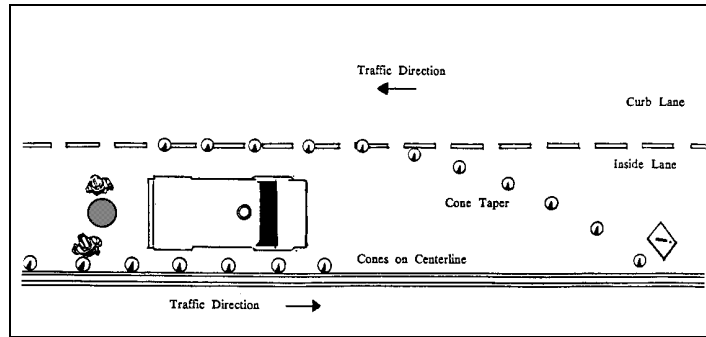 Traffic Direction
Curb Lane
Inside Lane
Cone Taper
Cones on Centerline
Traffic Direction